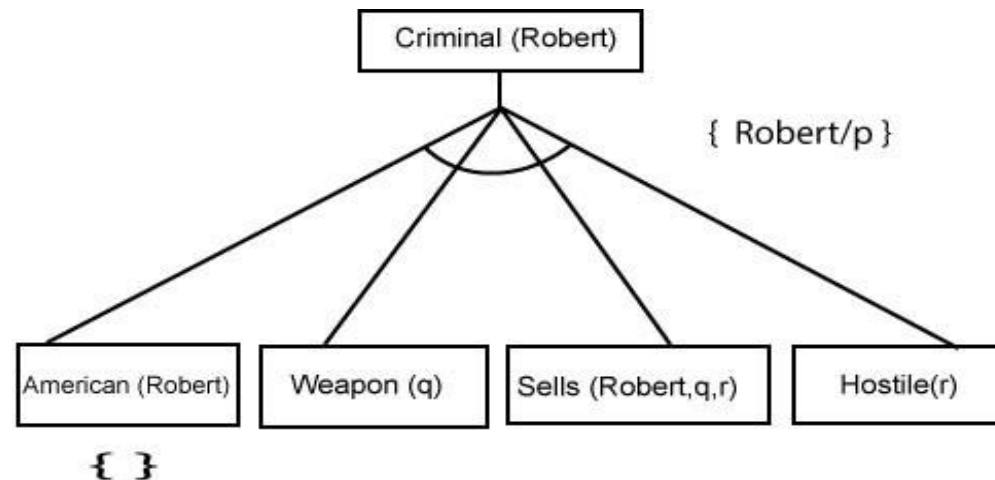 Criminal (Robert)
{ Robert/p }
American (Robert)
Weapon (q)
Sells (Robert,q,r)
Hostile(r)
{ }